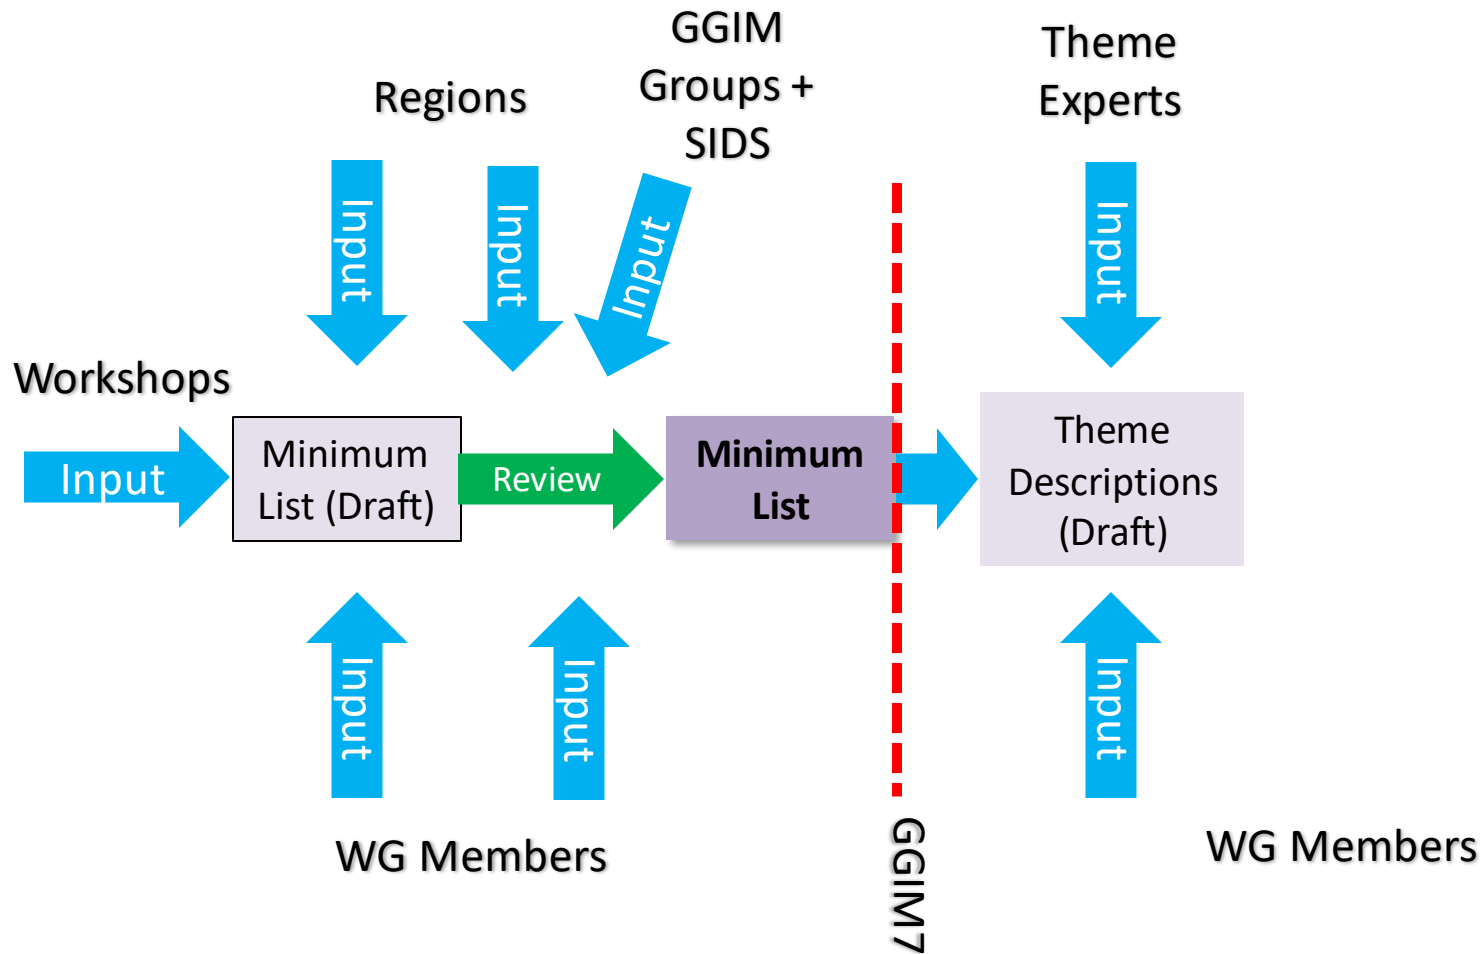 GGIM
Groups +
SIDS
Theme
Experts
Regions
Input
Input
Input
Input
Workshops
Input
Minimum
List (Draft)
Review
Minimum
List
Theme
Descriptions
(Draft)
Input
Input
Input
WG Members
GGIM7
WG Members